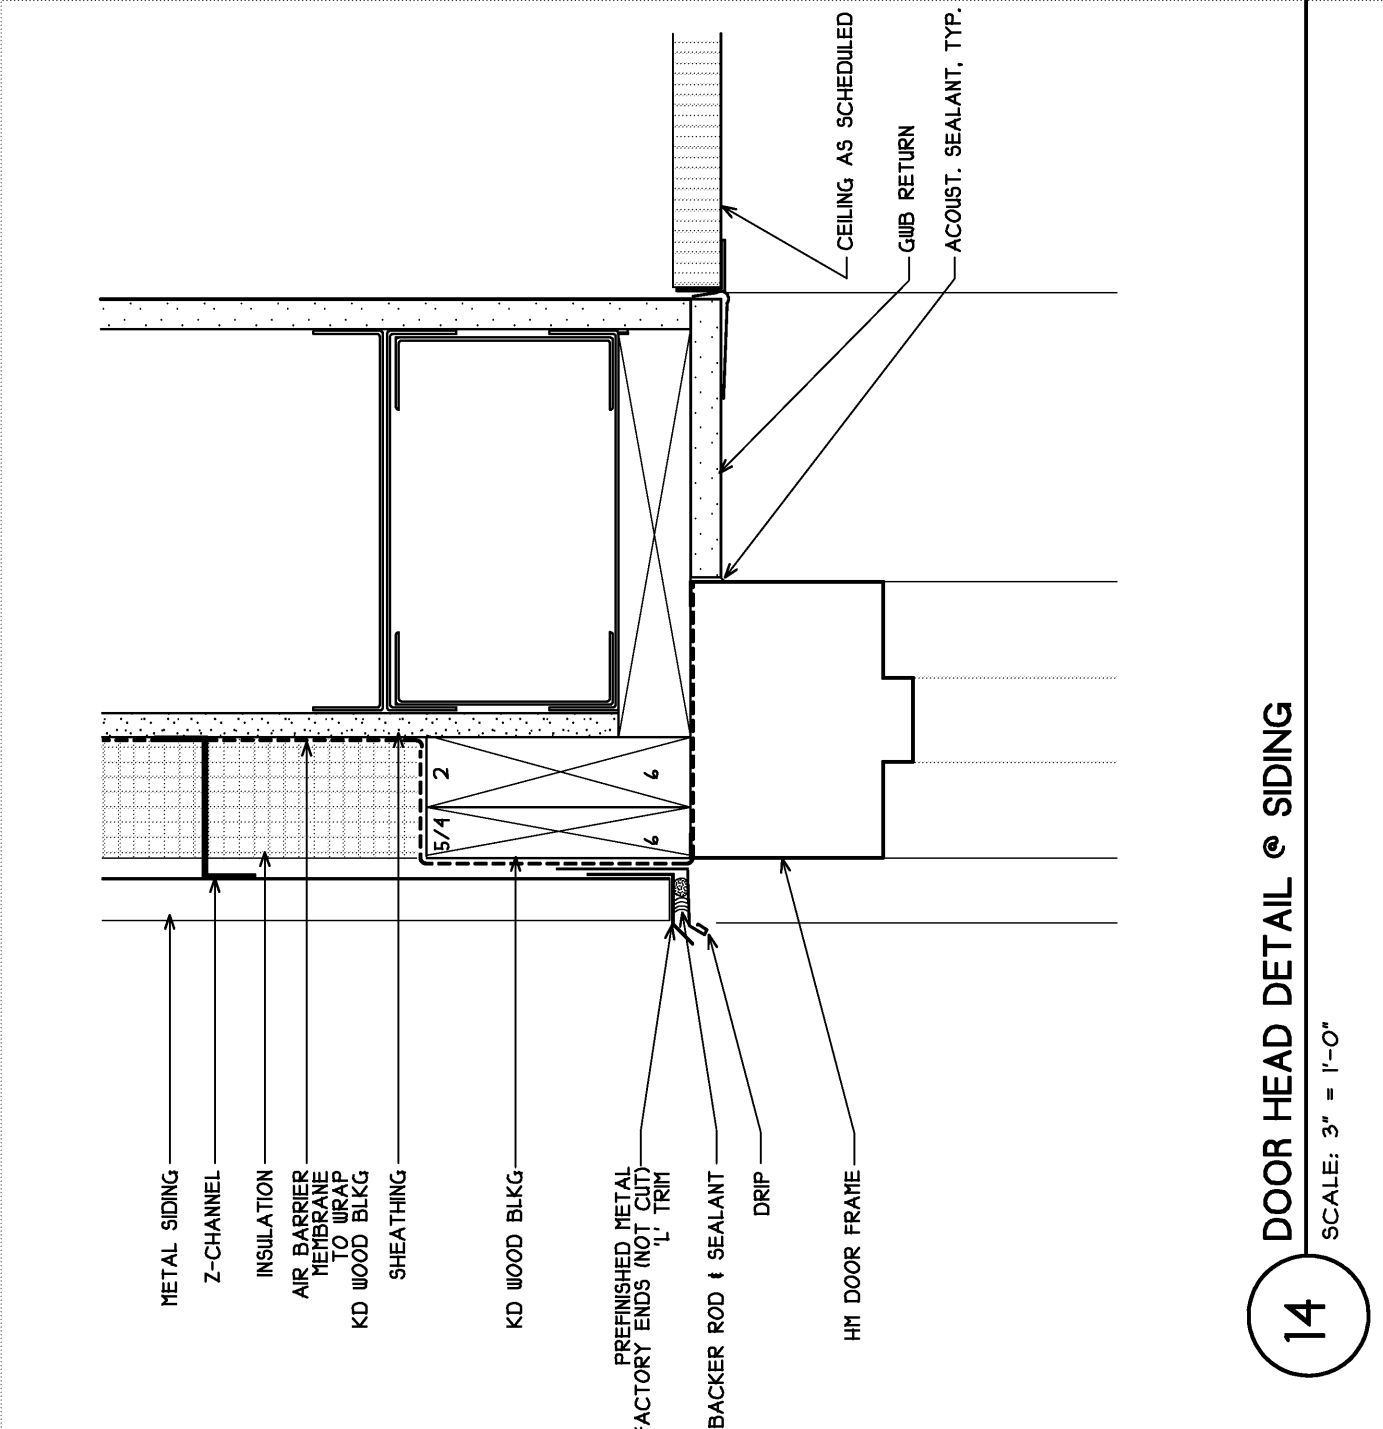 METAL SIDING
Z-CHANNEL
INSULATION
AIR BARRIER
MEMBRANE
TO WRAP
KD WOOD BLKG
SHEATHING
KD WOOD BLKG
PREFINISHED METAL
FACTORY ENDS (NOT CUT)
'L' TRIM
BACKER ROD & SEALANT
DRIP
HM DOOR FRAME
2
6
5/4
6
CEILING AS SCHEDULED
GWB RETURN
ACOUST. SEALANT, TYP.
14
DOOR HEAD DETAIL @ SIDING
SCALE: 3" = 1'-0"